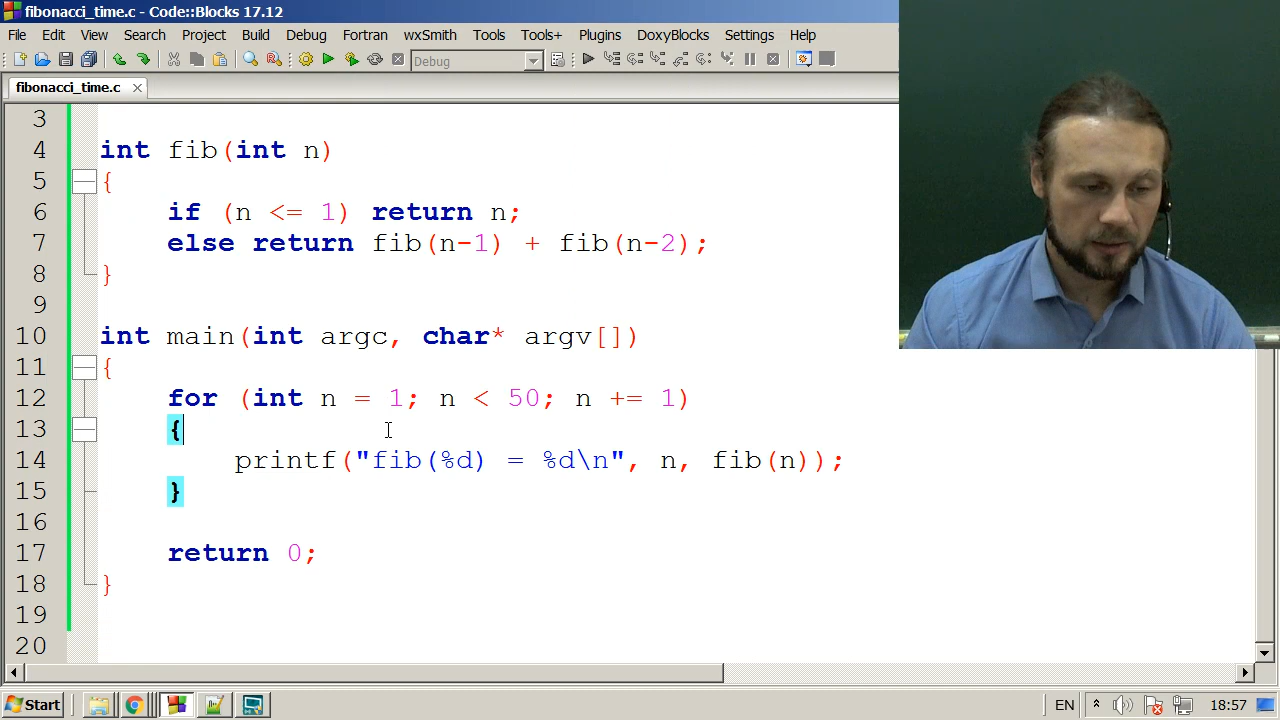 fibonacci_time.c - Code::Blocks 17.12
File Edit View Search Project Build Debug Fortran wxSmith Tools Tools+ Plugins DoxyBlocks Settings Help
Debug
fibonacci_time.c
3
4 int fib(int n)
5 {
6 if (n <= 1) return n;
7 else return fib(n-1) + fib(n-2);
8 }
9
10 int main(int argc, char* argv[])
11 {
12 for (int n = 1; n < 50; n += 1)
13 {
14 printf("fib(%d) = %d\n", n, fib(n));
15 }
16
17 return 0;
18 }
19
20
Start EN 18:57